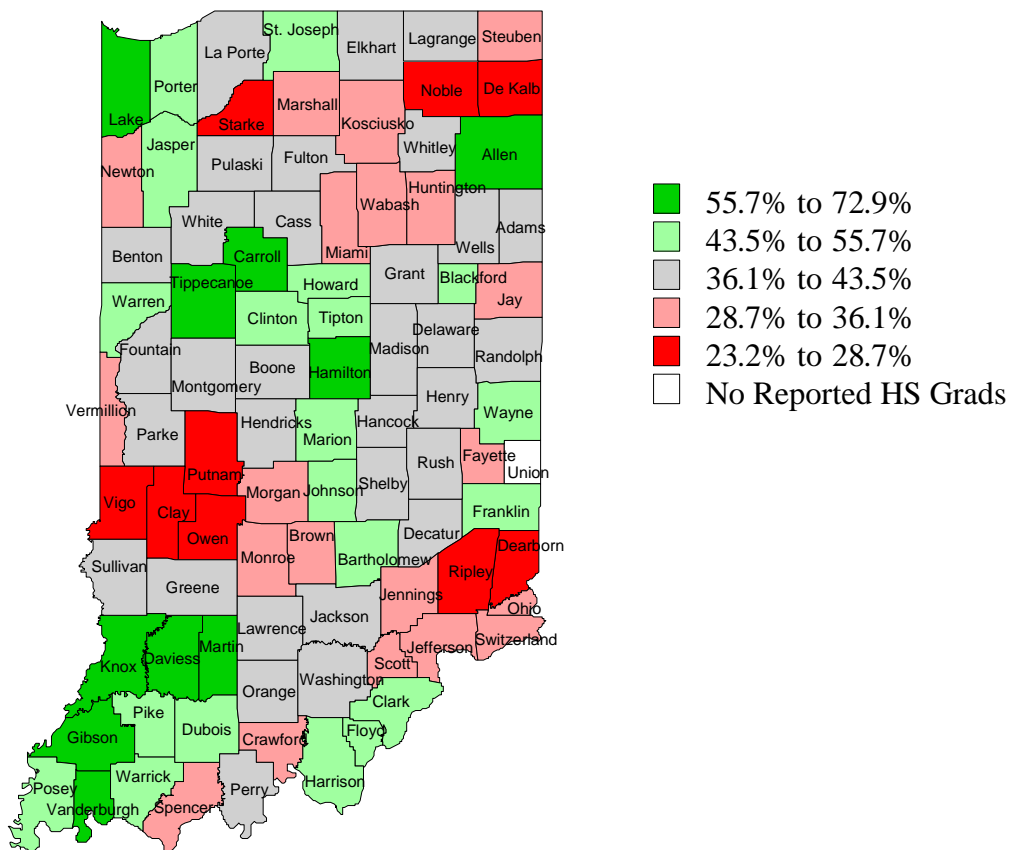 St. Joseph
Lagrange
Steuben
La Porte
Elkhart
Porter
Noble
De Kalb
Lake
Starke
Marshall
Kosciusko
Jasper
Whitley
Allen
Newton
Pulaski
Fulton
Huntington
Wabash
White
Cass
Adams
Miami
Wells
Benton
Carroll
Grant
Tippecanoe
Howard
Blackford
Warren
Jay
Clinton
Tipton
Delaware
Fountain
Madison
Randolph
Boone
Hamilton
Montgomery
Henry
Vermillion
Wayne
Hendricks
Hancock
Parke
Marion
Rush
Fayette
Putnam
Union
Shelby
Morgan
Johnson
Vigo
Clay
Franklin
Owen
Brown
Decatur
Dearborn
Monroe
Bartholomew
Sullivan
Ripley
Greene
Jennings
Ohio
Jackson
Lawrence
Switzerland
Martin
Jefferson
Daviess
Knox
Scott
Washington
Orange
Clark
Pike
Dubois
Floyd
Gibson
Crawford
Warrick
Harrison
Posey
Perry
Vanderburgh
Spencer
55.7% to 72.9%
43.5% to 55.7%
36.1% to 43.5%
28.7% to 36.1%
23.2% to 28.7%
No Reported HS Grads